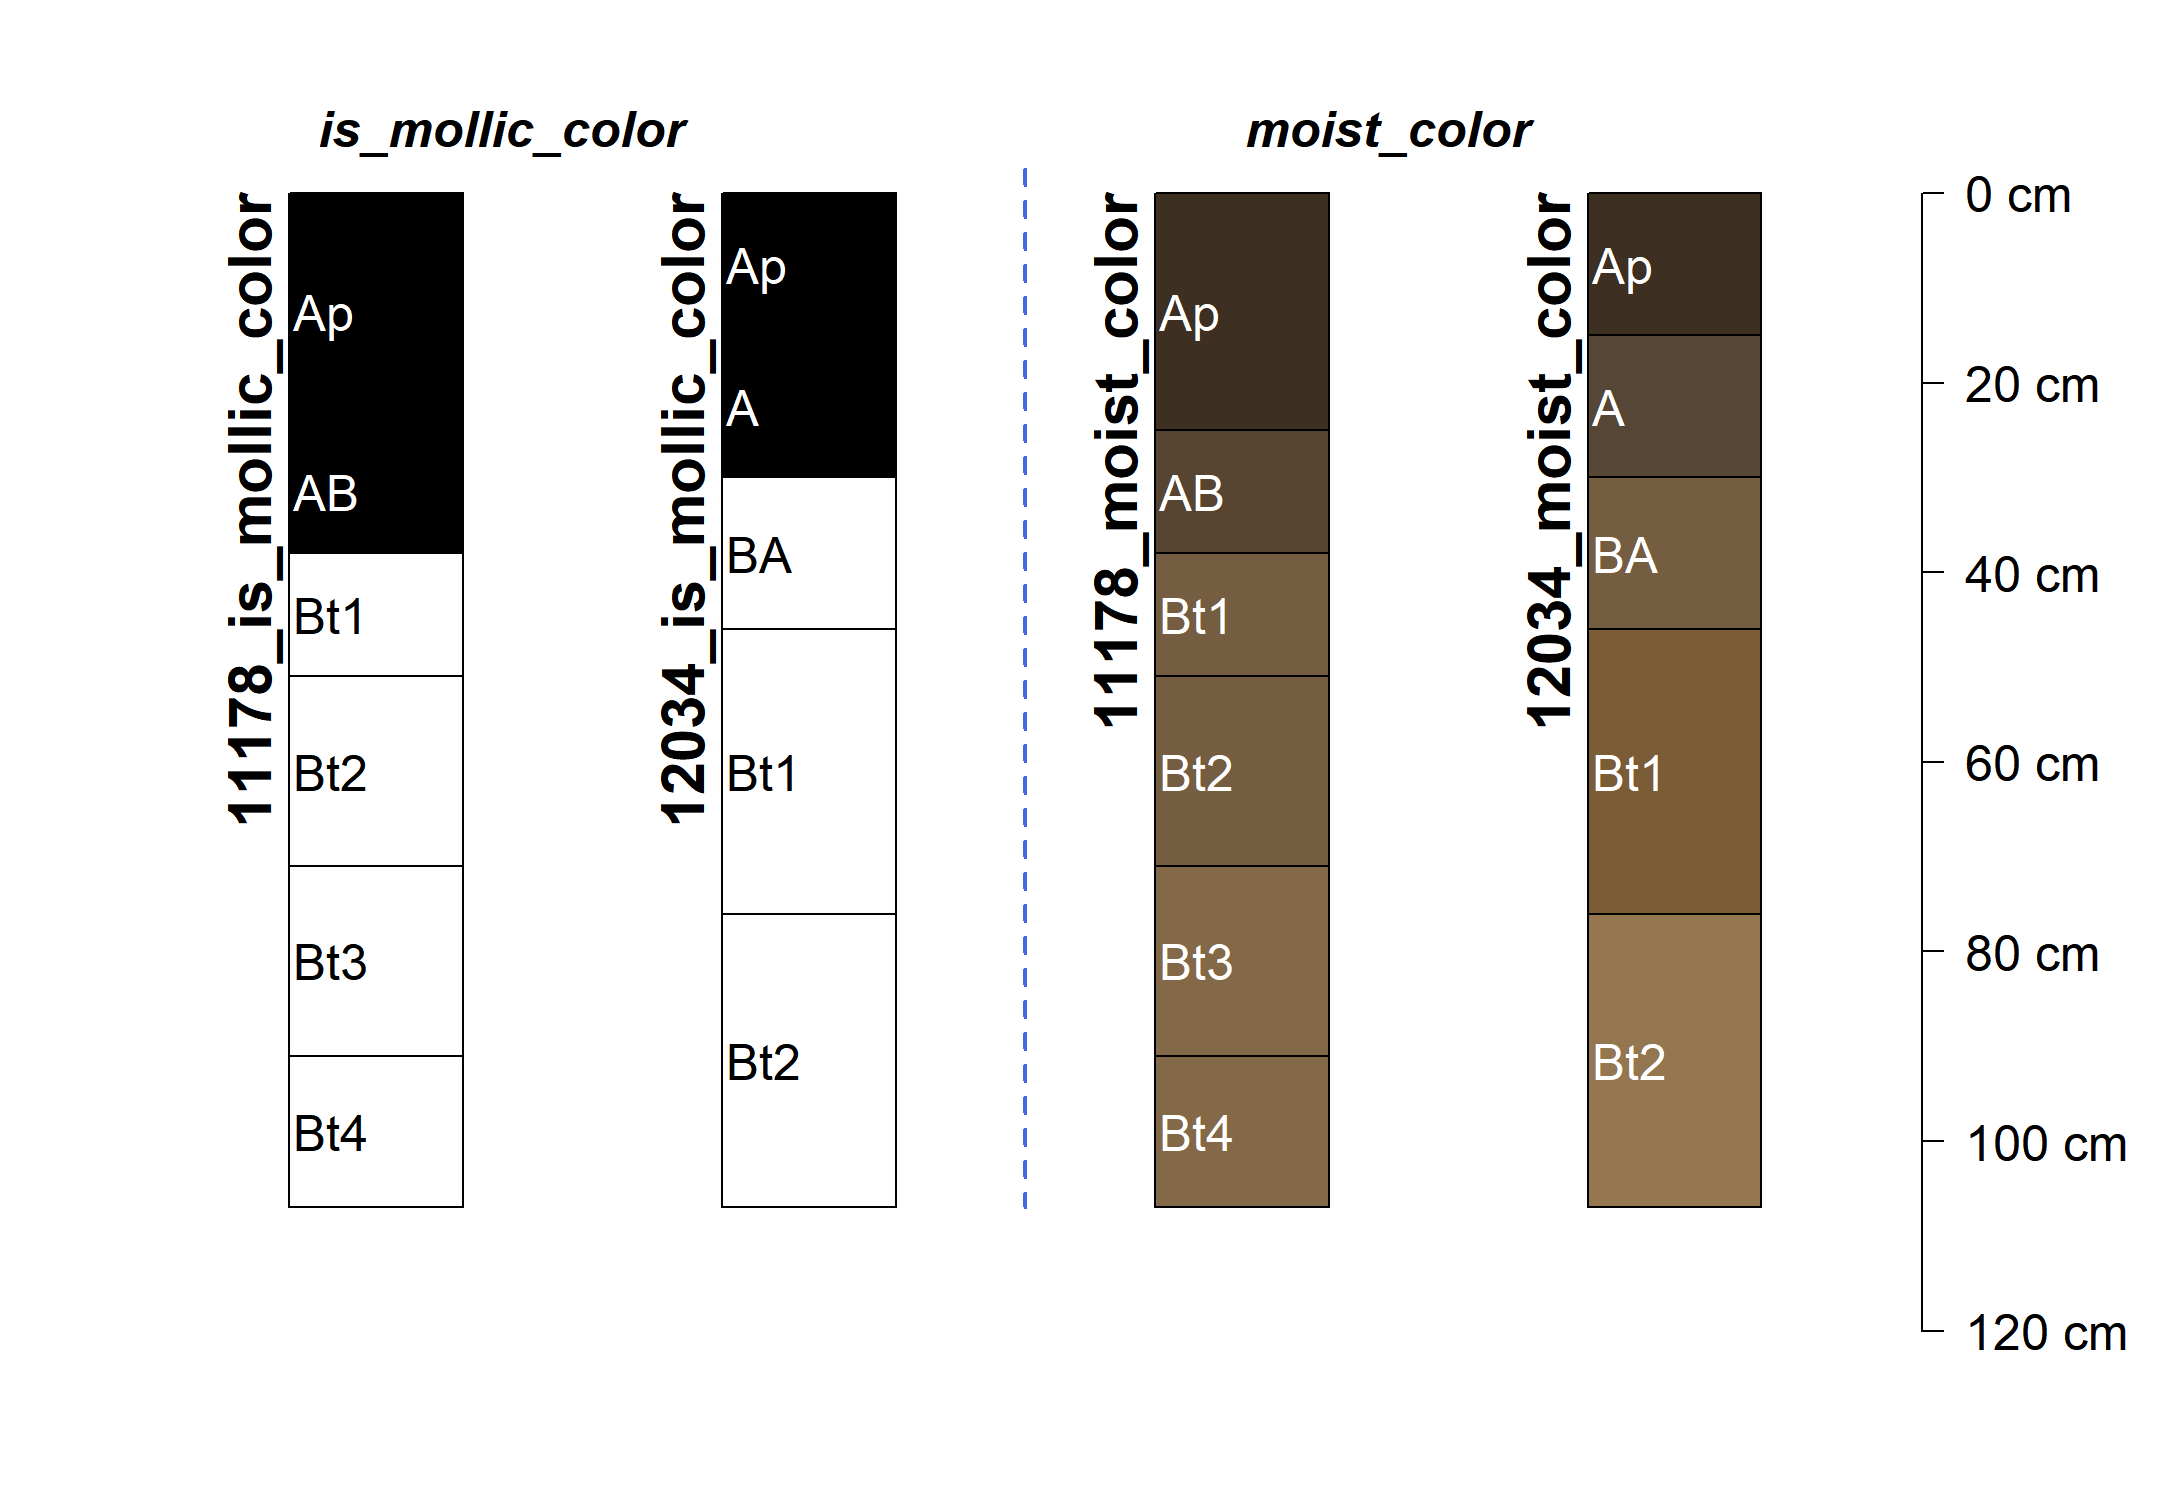 is_mollic_color
moist_color
11178_is_mollic_color
Ap
AB
Bt1
Bt2
Bt3
Bt4
12034_is_mollic_color
Ap
A
BA
Bt1
Bt2
11178_moist_color
Ap
AB
Bt1
Bt2
Bt3
Bt4
12034_moist_color
Ap
A
BA
Bt1
Bt2
0 cm
20 cm
40 cm
60 cm
80 cm
100 cm
120 cm